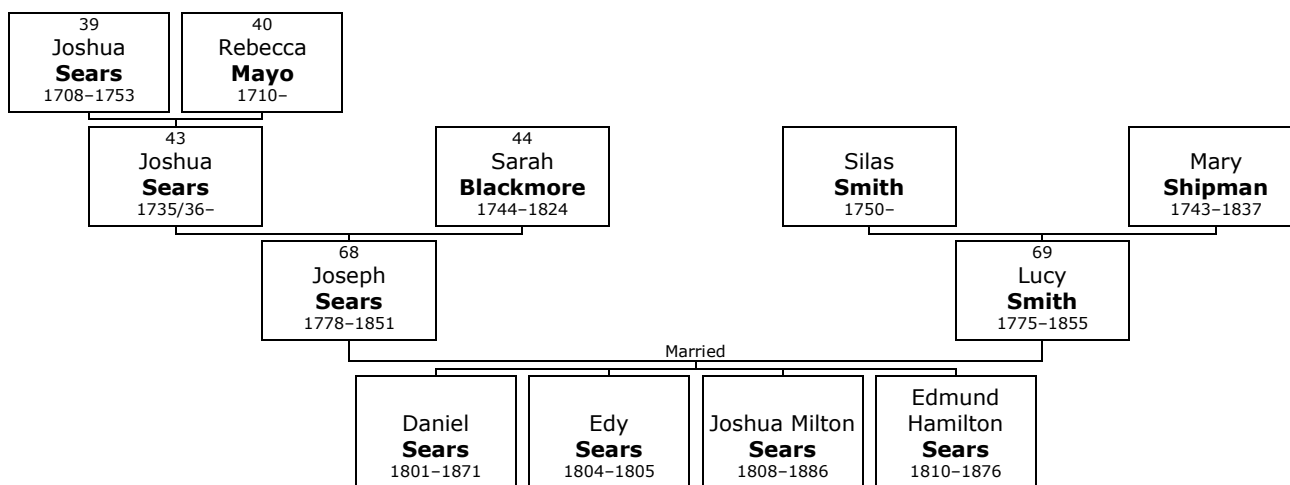 39
Joshua
Sears
1708–1753
40
Rebecca
Mayo
1710–
43
Joshua
Sears
1735/36–
44
Sarah
Blackmore
1744–1824
Silas
Smith
1750–
Mary
Shipman
1743–1837
68
Joseph
Sears
1778–1851
69
Lucy
Smith
1775–1855
Married
Daniel
Sears
1801–1871
Edy
Sears
1804–1805
Joshua Milton
Sears
1808–1886
Edmund
Hamilton
Sears
1810–1876